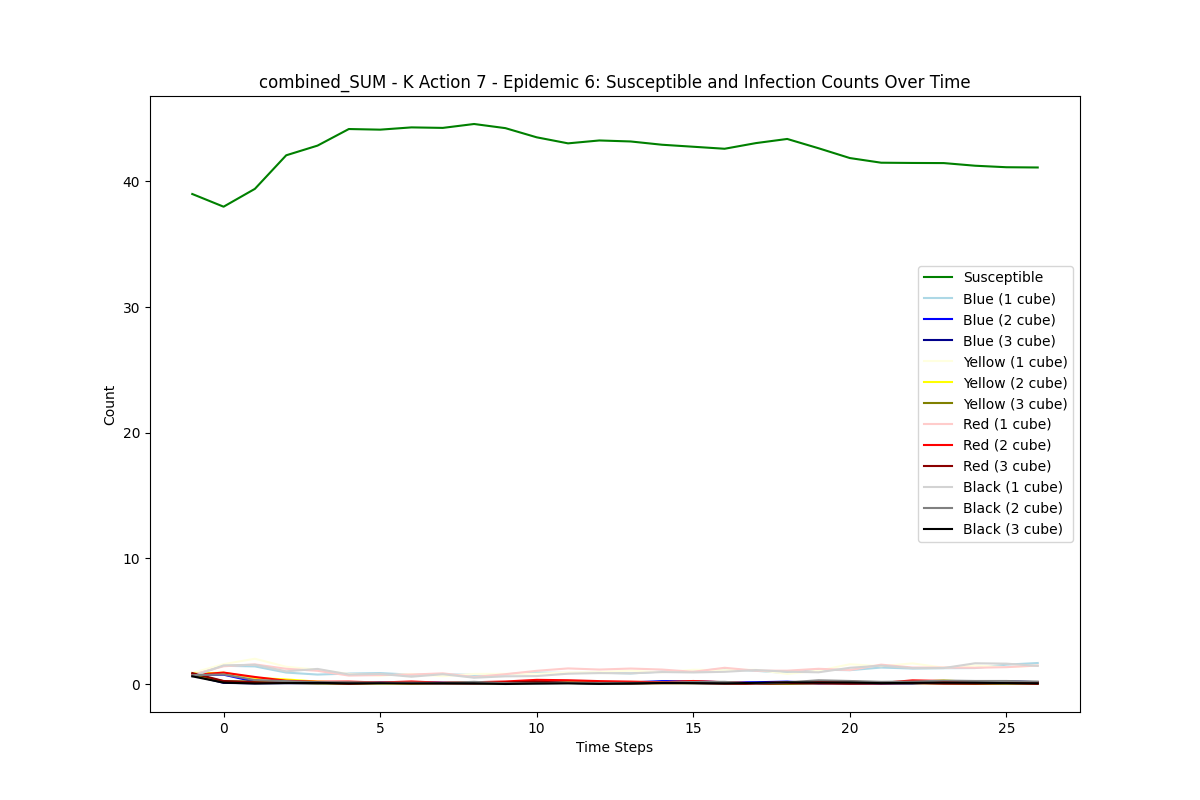 combined_SUM - K Action 7 - Epidemic 6: Susceptible and Infection Counts Over Time
Count
40
30
20
10
0
Susceptible
Blue (1 cube)
Blue (2 cube)
Blue (3 cube)
Yellow (1 cube)
Yellow (2 cube)
Yellow (3 cube)
Red (1 cube)
Red (2 cube)
Red (3 cube)
Black (1 cube)
Black (2 cube)
Black (3 cube)
0 5 10 15 20 25
Time Steps